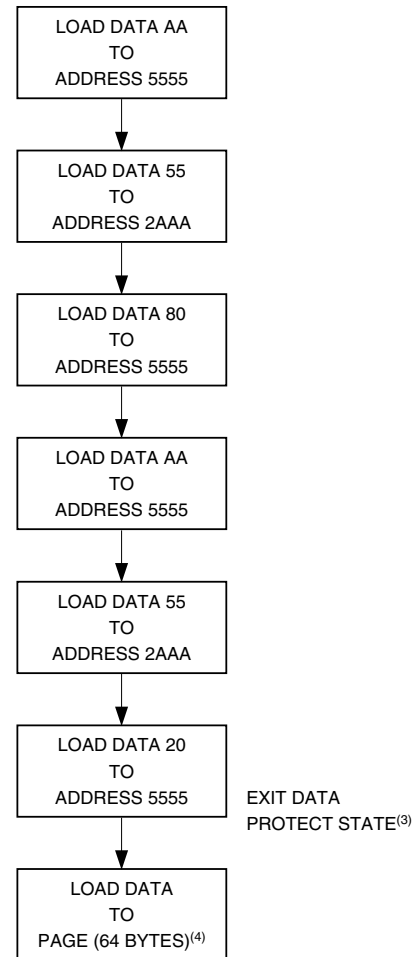 LOAD DATA AA
TO
ADDRESS 5555
LOAD DATA 55
TO
ADDRESS 2AAA
LOAD DATA 80
TO
ADDRESS 5555
LOAD DATA AA
TO
ADDRESS 5555
LOAD DATA 55
TO
ADDRESS 2AAA
LOAD DATA 20
TO
ADDRESS 5555
EXIT DATA
PROTECT STATE(3)
LOAD DATA
TO
PAGE (64 BYTES)(4)